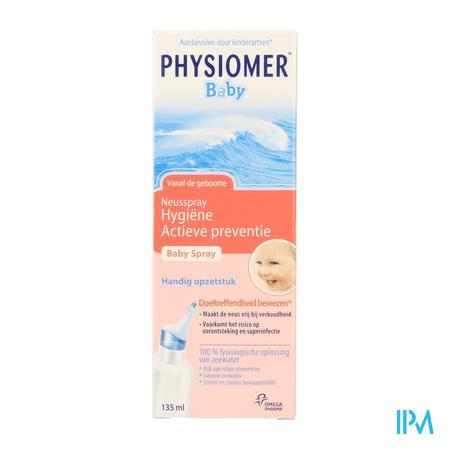 Aanbevolen door kinderartsen*
PHYSIOMER®
Baby
Vanaf de geboorte
Neusspray
Hygiëne
Actieve preventie
Baby Spray
Handig opzetstuk
Doeltreffendheid bewezen*
• Maakt de neus vrij bij verkoudheid
• Voorkomt het risico op
oorontsteking en superinfectie
100 % fysiologische oplossing
van zeewater
• Rijk aan oligo-elementen
• Isotoon zeewater
• Steriel en zonder bewaarmiddel
135 ml
OMEGA
PHARMA
IPM